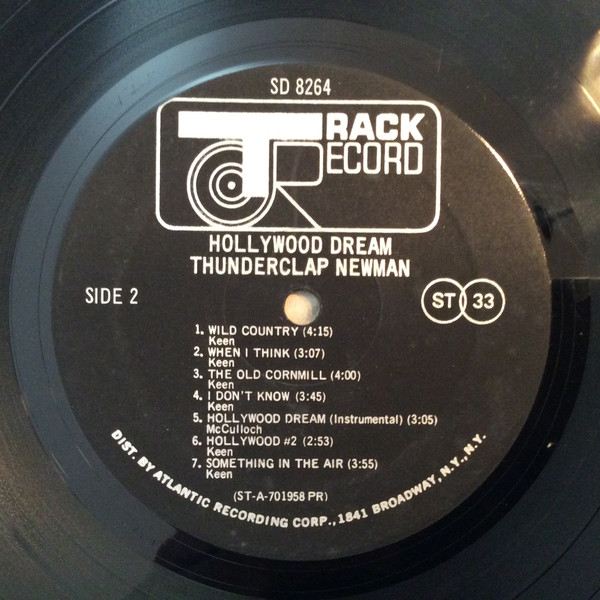 SD 8264
TRACK
RECORD
HOLLYWOOD DREAM
THUNDERCLAP NEWMAN
SIDE 2
ST 33
1. WILD COUNTRY (4:15)
Keen
2. WHEN I THINK (3:07)
Keen
3. THE OLD CORNMILL (4:00)
Keen
4. I DON'T KNOW (3:45)
Keen
5. HOLLYWOOD DREAM (Instrumental) (3:05)
McCulloch
6. HOLLYWOOD #2 (2:53)
Keen
7. SOMETHING IN THE AIR (3:55)
Keen
(ST-A-701958 PR)
DIST. BY ATLANTIC RECORDING CORP., 1841 BROADWAY, N.Y., N.Y.